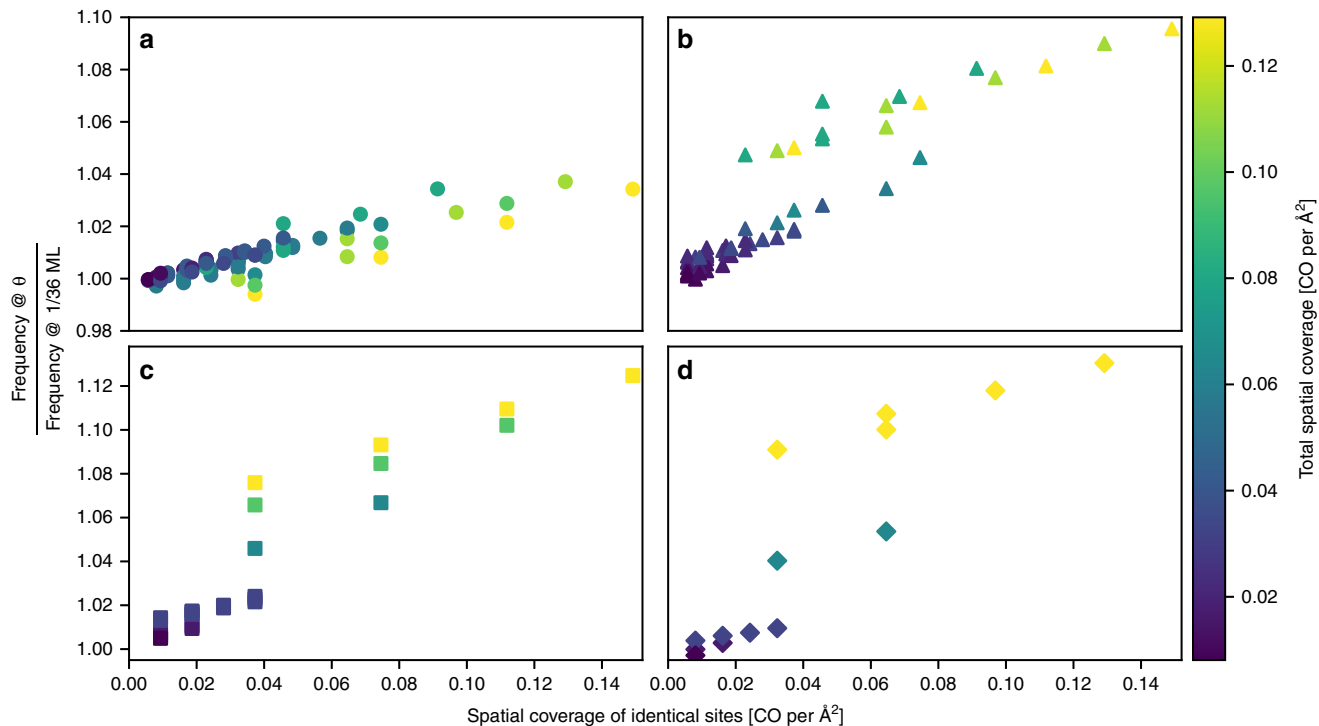 a
b
1.10
1.08
1.06
1.04
1.02
1.00
0.98
c
d
1.12
1.10
1.08
1.06
1.04
1.02
1.00
0.00 0.02 0.04 0.06 0.08 0.10 0.12 0.14
0.00 0.02 0.04 0.06 0.08 0.10 0.12 0.14
Frequency @ θ
Frequency @ 1/36 ML
Spatial coverage of identical sites [CO per Å²]
0.12
0.10
0.08
0.06
0.04
0.02
Total spatial coverage [CO per Å²]